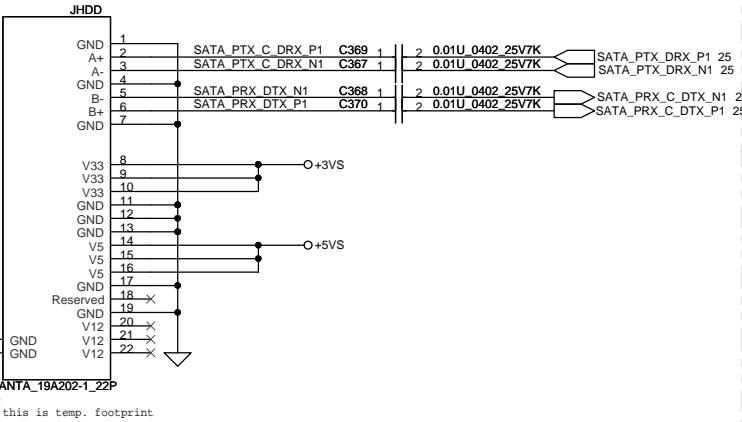 JHDD
GND 1
A+ 2 SATA_PTX_C_DRX_P1 C369 1 2 0.01U_0402_25V7K SATA_PTX_DRX_P1 25
A- 3 SATA_PTX_C_DRX_N1 C367 1 2 0.01U_0402_25V7K SATA_PTX_DRX_N1 25
GND 4
B- 5 SATA_PRX_DTX_N1 C368 1 2 0.01U_0402_25V7K SATA_PRX_C_DTX_N1 2
B+ 6 SATA_PRX_DTX_P1 C370 1 2 0.01U_0402_25V7K SATA_PRX_C_DTX_P1 25
GND 7
V33 8 +3VS
V33 9
V33 10
GND 11
GND 12
GND 13
V5 14 +5VS
V5 15
V5 16
GND 17
Reserved 18
GND 19
V12 20
GND V12 21
GND V12 22
ANTA_19A202-1_22P
this is temp. footprint